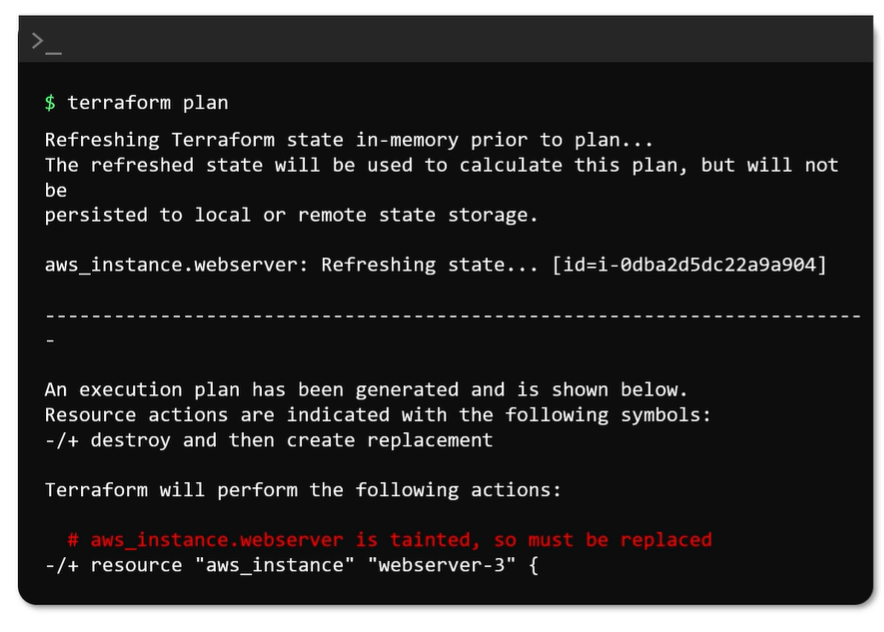 >_
$ terraform plan
Refreshing Terraform state in-memory prior to plan...
The refreshed state will be used to calculate this plan, but will not
be
persisted to local or remote state storage.
aws_instance.webserver: Refreshing state... [id=i-0dba2d5dc22a9a904]
-----------------------------------------------------------------------
-
An execution plan has been generated and is shown below.
Resource actions are indicated with the following symbols:
-/+ destroy and then create replacement
Terraform will perform the following actions:
# aws_instance.webserver is tainted, so must be replaced
-/+ resource "aws_instance" "webserver-3" {